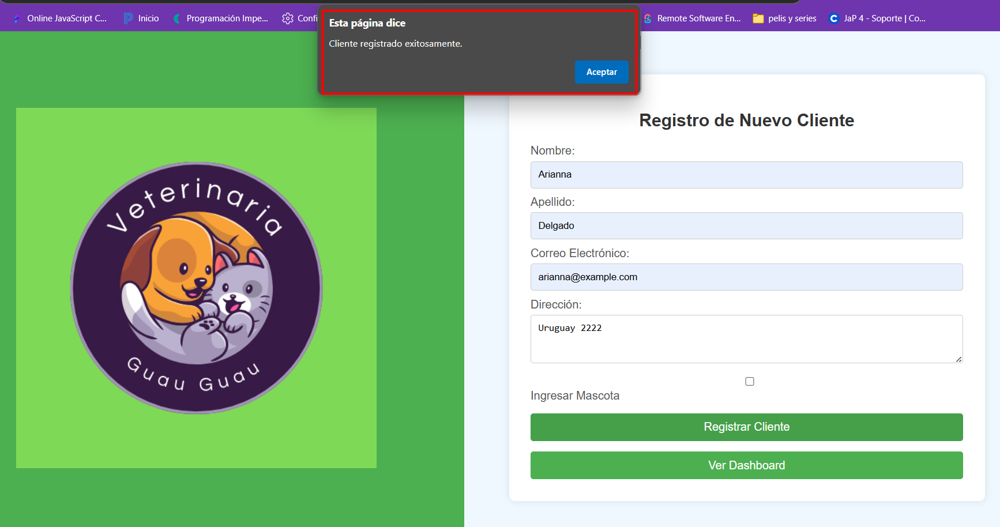 Online JavaScript C... Inicio Programación Impe... Remote Software En... pelis y series JaP 4 - Soporte | Co...
Esta página dice
Cliente registrado exitosamente.
Aceptar
Veterinaria
Guau Guau
Registro de Nuevo Cliente
Nombre:
Arianna
Apellido:
Delgado
Correo Electrónico:
arianna@example.com
Dirección:
Uruguay 2222
Ingresar Mascota
Registrar Cliente
Ver Dashboard